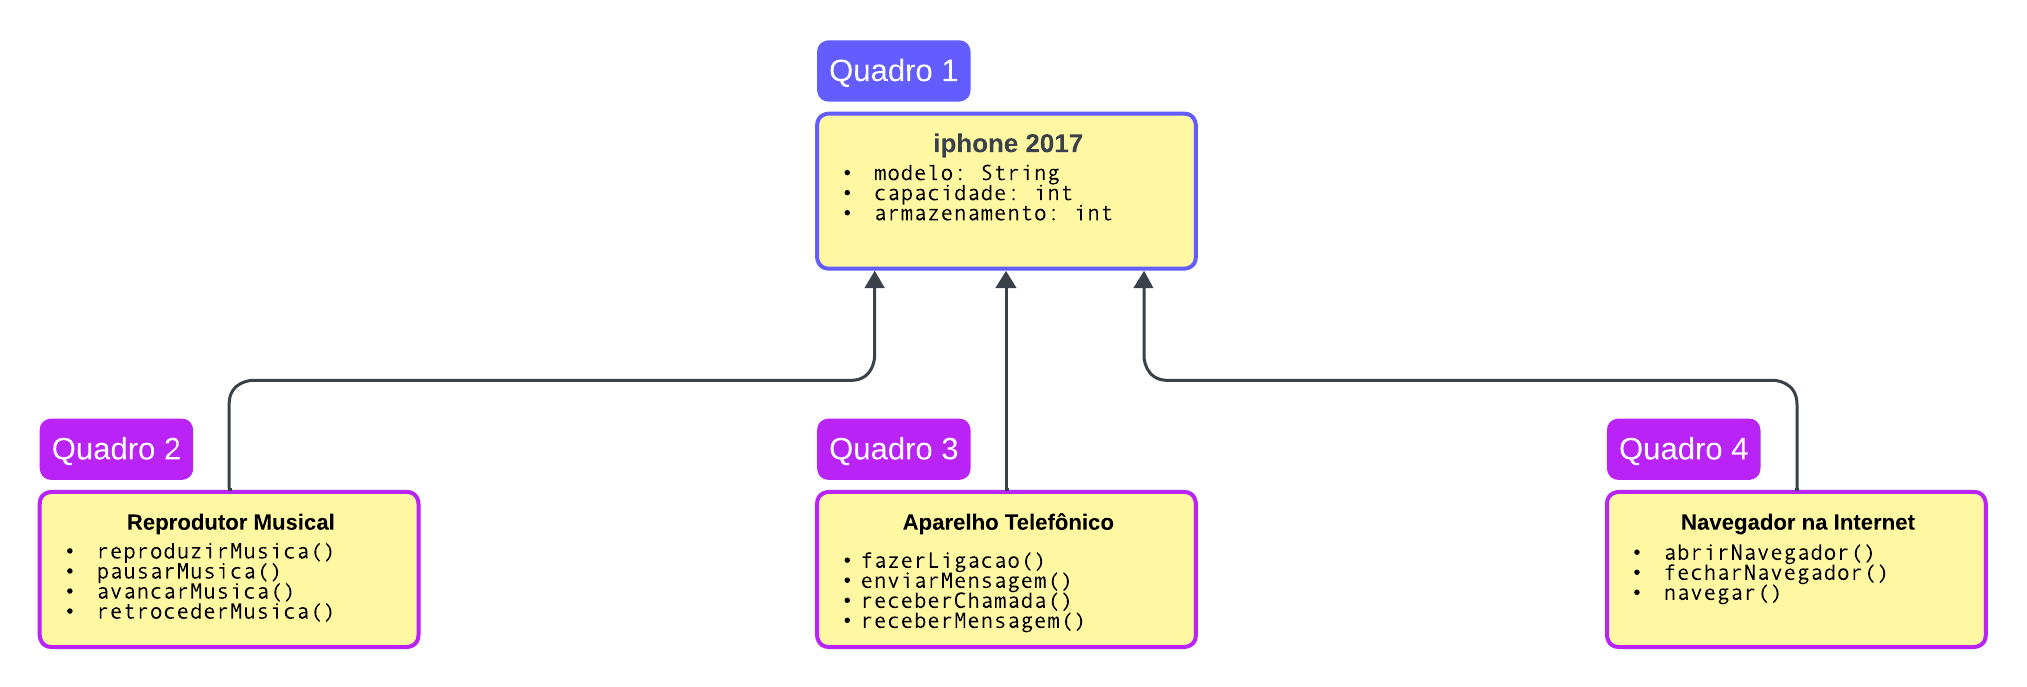 Quadro 1
iphone 2017
• modelo: String
• capacidade: int
• armazenamento: int
Quadro 2
Reprodutor Musical
• reproduzirMusica()
• pausarMusica()
• avancarMusica()
• retrocederMusica()
Quadro 3
Aparelho Telefônico
• fazerLigacao()
• enviarMensagem()
• receberChamada()
• receberMensagem()
Quadro 4
Navegador na Internet
• abrirNavegador()
• fecharNavegador()
• navegar()